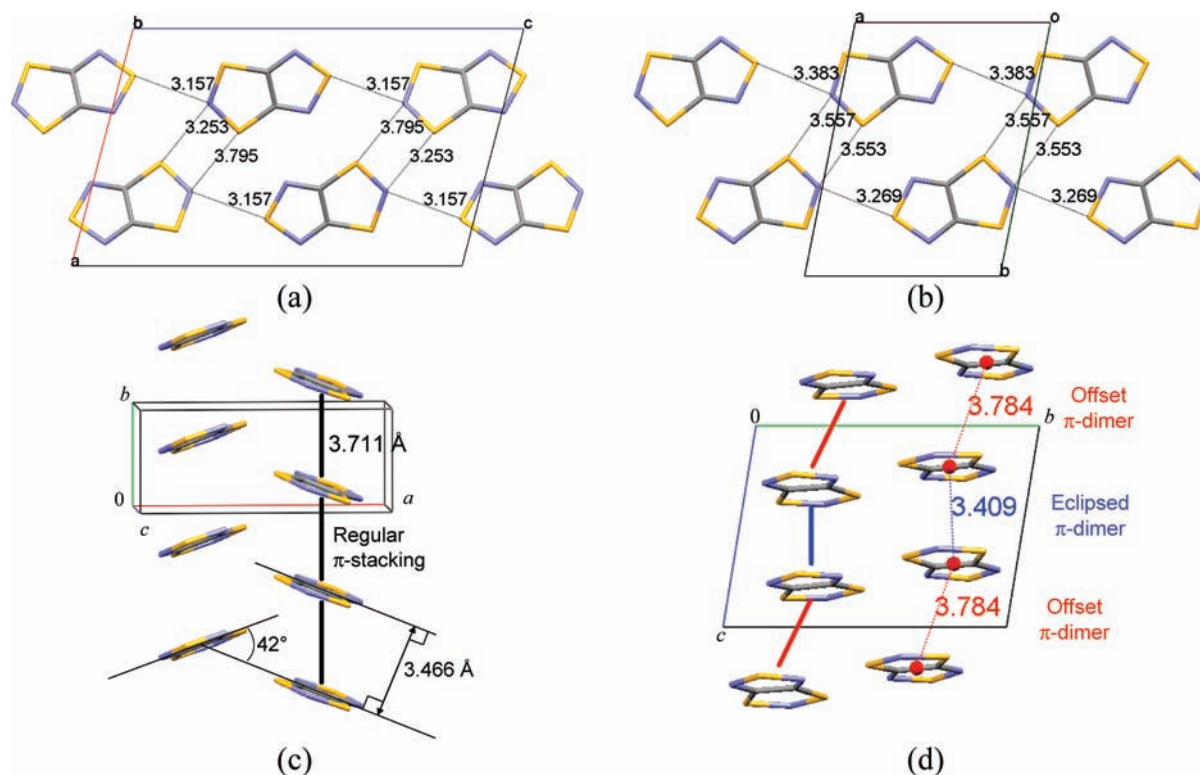 b c
3.157 3.157
3.253 3.795
3.795 3.253
3.157 3.157
a
(a)
a o
3.383 3.383
3.557 3.557
3.553 3.553
3.269 3.269
b
(b)
b
3.711 Å
0
c a
Regular
π-stacking
42°
3.466 Å
(c)
0 b
3.784 Offset
π-dimer
3.409 Eclipsed
π-dimer
3.784 Offset
π-dimer
c
(d)